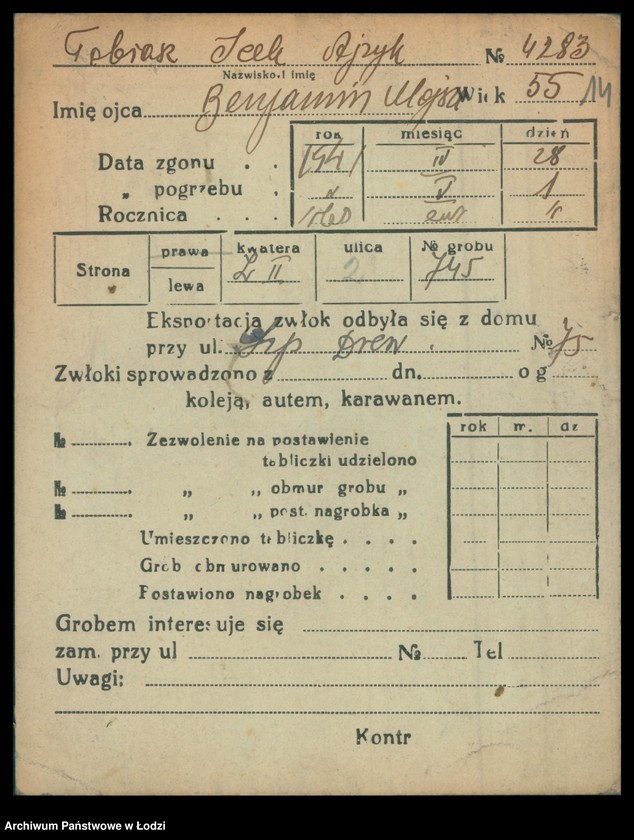 Tobiasz Icek Ajzyk № 4283
Nazwisko i imię
Imię ojca Benjamin Wiek 55 14
rok miesiąc dzień
Data zgonu . . 1941 IV 28
„ pogrzebu . „ V 1
Rocznica . . .
Strona prawa kwatera ulica № grobu
lewa II 2 745
Eksportacja zwłok odbyła się z domu
przy ul. № 75
Zwłoki sprowadzono z dn. o g
koleją, autem, karawanem.
rok m. dz
№ Zezwolenie na postawienie
tabliczki udzielono
№ „ „ obmur grobu „
№ „ „ post. nagrobka „
Umieszczono tabliczkę . . . .
Grób obmurowano . . . . .
Postawiono nagrobek . . . .
Grobem interesuje się
zam. przy ul № Tel
Uwagi:
Kontr
Archiwum Państwowe w Łodzi